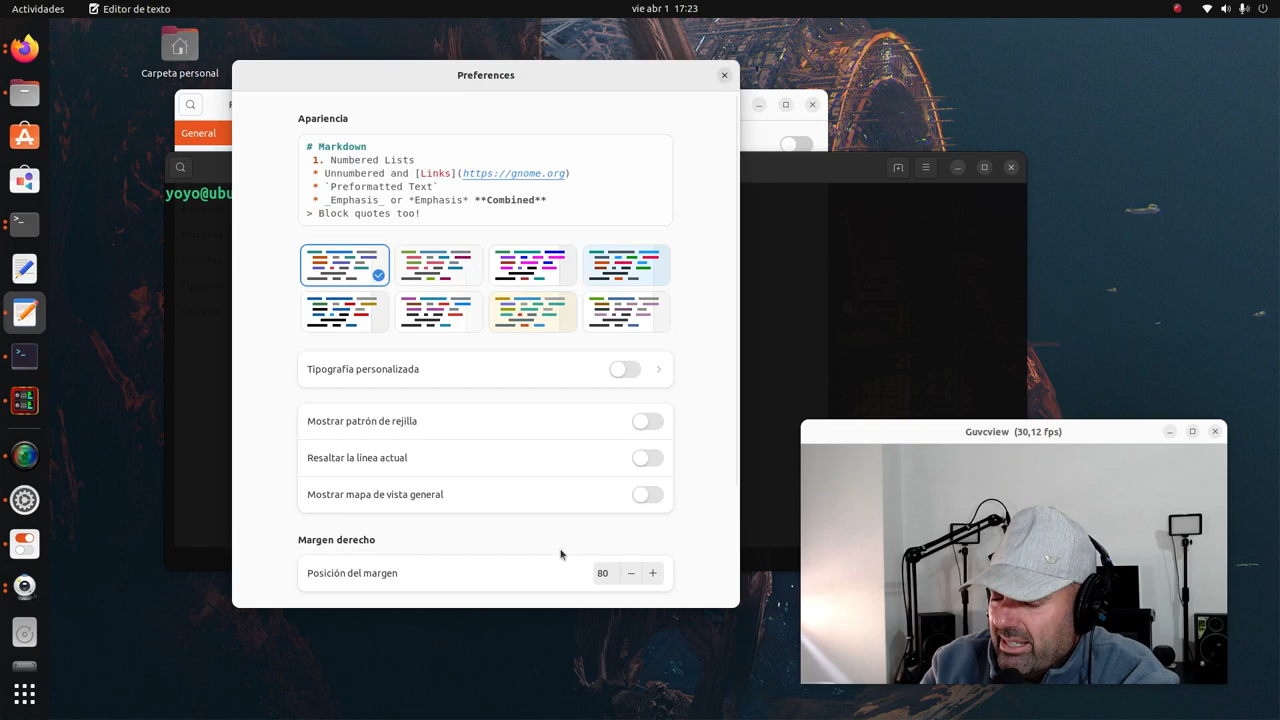 Actividades
Editor de texto
vie abr 1 17:23
Carpeta personal
Preferences
General
Apariencia
# Markdown
1. Numbered Lists
* Unnumbered and [Links](https://gnome.org)
* `Preformatted Text`
* _Emphasis_ or *Emphasis* **Combined**
> Block quotes too!
yoyo@ubu
Tipografía personalizada
Mostrar patrón de rejilla
Resaltar la línea actual
Mostrar mapa de vista general
Margen derecho
Posición del margen
80
Guvcview (30,12 fps)